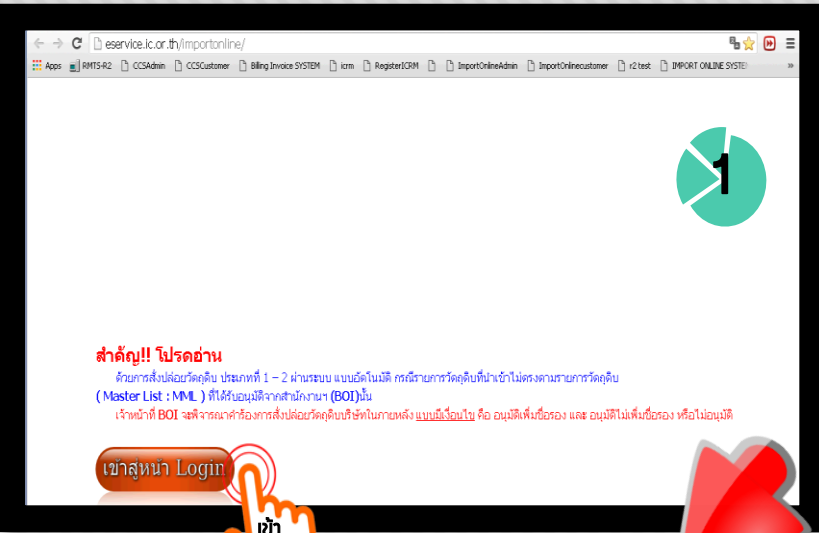 eservice.ic.or.th/importonline/
Apps RMTS-R2 CCSAdmin CCSCustomer Billing Invoice SYSTEM icrm RegisterICRM ImportOnlineAdmin ImportOnlinecustomer r2 test IMPORT ONLINE SYSTE »
1
สำคัญ!! โปรดอ่าน
ด้วยการสั่งปล่อยวัตถุดิบ ประเภทที่ 1 – 2 ผ่านระบบ แบบอัตโนมัติ กรณีรายการวัตถุดิบที่นำเข้าไม่ตรงตามรายการวัตถุดิบ
( Master List : MML ) ที่ได้รับอนุมัติจากสำนักงานฯ (BOI)นั้น
เจ้าหน้าที่ BOI จะพิจารณาคำร้องการสั่งปล่อยวัตถุดิบบริษัทในภายหลัง แบบมีเงื่อนไข คือ อนุมัติเพิ่มชื่อรอง และ อนุมัติไม่เพิ่มชื่อรอง หรือไม่อนุมัติ
เข้าสู่หน้า Login
เข้า